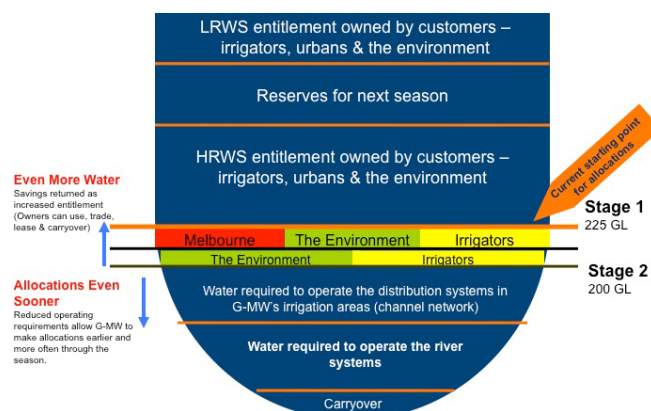 LRWS entitlement owned by customers –
irrigators, urbans & the environment
Reserves for next season
HRWS entitlement owned by customers –
irrigators, urbans & the environment
Current starting point
for allocations
Even More Water
Savings returned as
increased entitlement
(Owners can use, trade,
lease & carryover)
Stage 1
225 GL
Melbourne
The Environment
Irrigators
The Environment
Irrigators
Stage 2
200 GL
Allocations Even
Sooner
Reduced operating
requirements allow G-MW to
make allocations earlier and
more often through the
season.
Water required to operate the distribution systems in
G-MW's irrigation areas (channel network)
Water required to operate the river
systems
Carryover